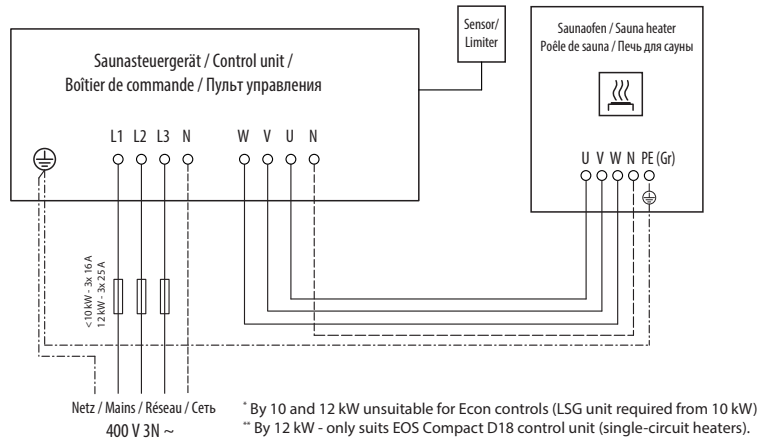 Sensor/
Limiter
Saunaofen / Sauna heater
Poêle de sauna / Печь для сауны
Saunasteuergerät / Control unit /
Boîtier de commande / Пульт управления
L1 L2 L3 N W V U N
U V W N PE (Gr)
<10 kW - 3x 16 A
12 kW - 3x 25 A
Netz / Mains / Réseau / Сеть
400 V 3N ~
* By 10 and 12 kW unsuitable for Econ controls (LSG unit required from 10 kW)
** By 12 kW - only suits EOS Compact D18 control unit (single-circuit heaters).